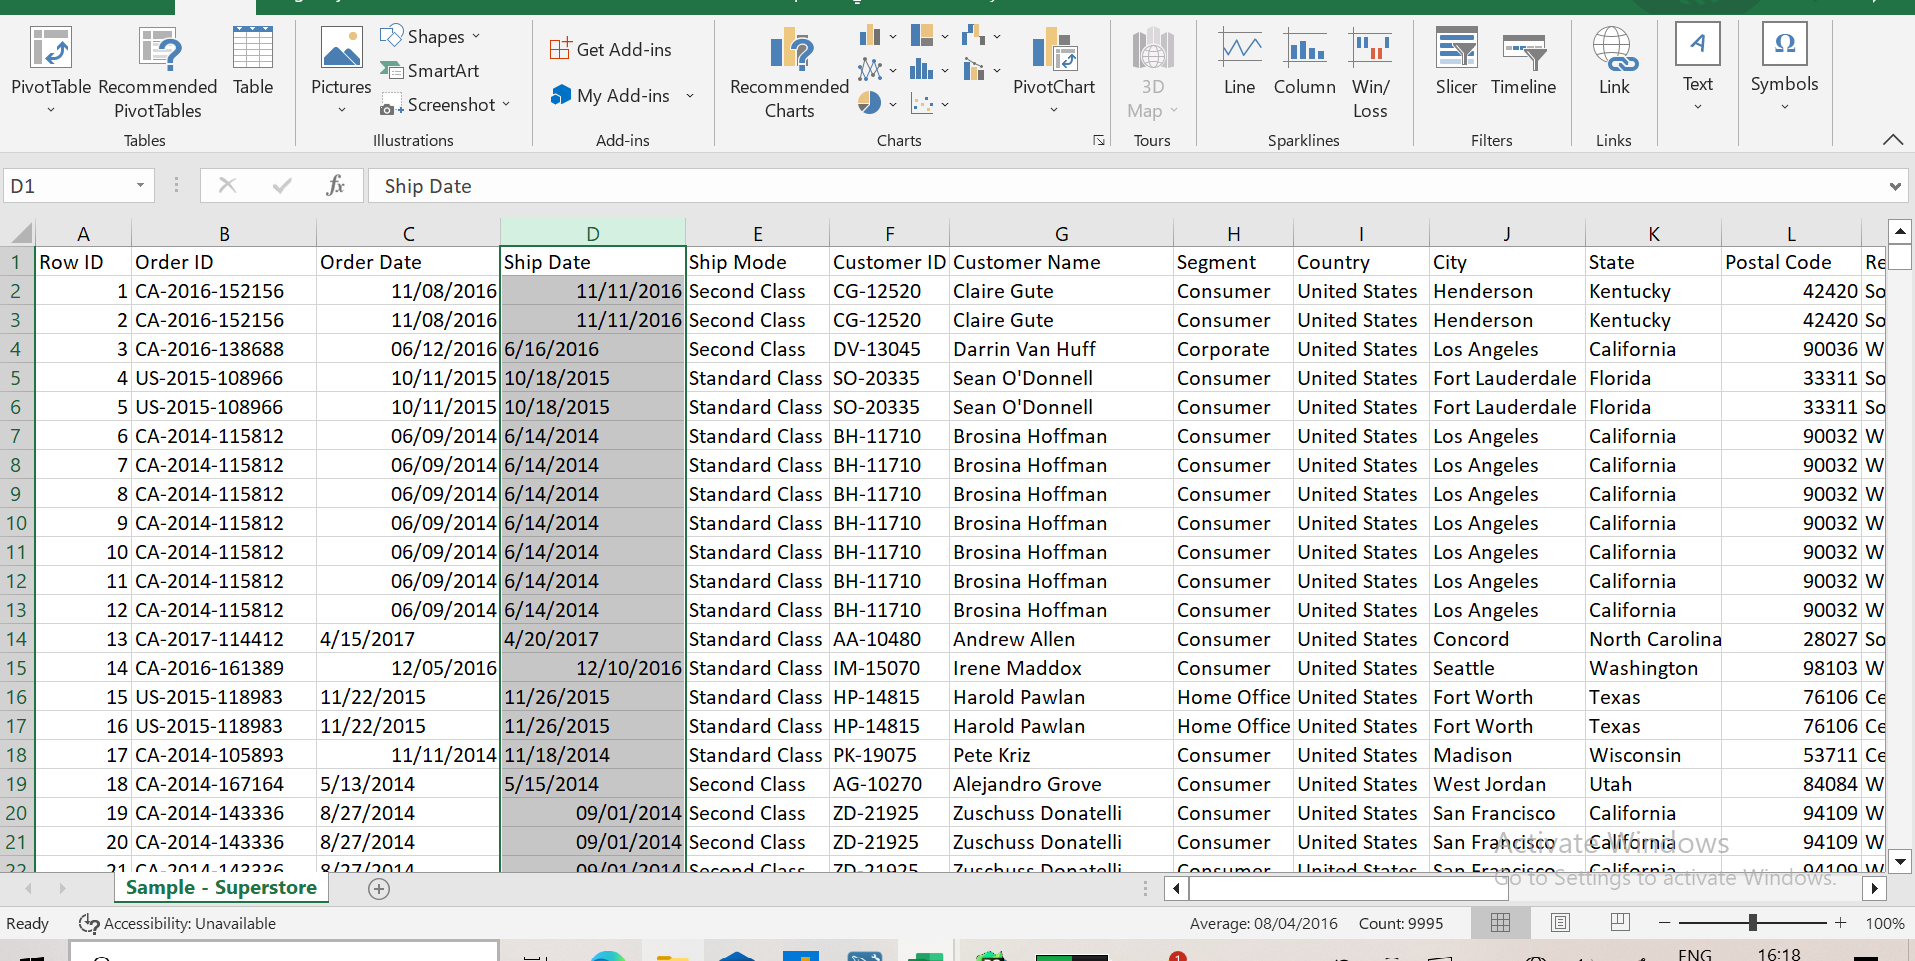 Shapes
Get Add-ins
SmartArt
PivotTable Recommended Table Pictures My Add-ins Recommended PivotChart 3D Line Column Win/ Slicer Timeline Link Text Symbols
PivotTables Screenshot Charts Map Loss
Tables Illustrations Add-ins Charts Tours Sparklines Filters Links
D1 fx Ship Date
A B C D E F G H I J K L
1 Row ID Order ID Order Date Ship Date Ship Mode Customer ID Customer Name Segment Country City State Postal Code Re
2 1 CA-2016-152156 11/08/2016 11/11/2016 Second Class CG-12520 Claire Gute Consumer United States Henderson Kentucky 42420 So
3 2 CA-2016-152156 11/08/2016 11/11/2016 Second Class CG-12520 Claire Gute Consumer United States Henderson Kentucky 42420 So
4 3 CA-2016-138688 06/12/2016 6/16/2016 Second Class DV-13045 Darrin Van Huff Corporate United States Los Angeles California 90036 W
5 4 US-2015-108966 10/11/2015 10/18/2015 Standard Class SO-20335 Sean O'Donnell Consumer United States Fort Lauderdale Florida 33311 So
6 5 US-2015-108966 10/11/2015 10/18/2015 Standard Class SO-20335 Sean O'Donnell Consumer United States Fort Lauderdale Florida 33311 So
7 6 CA-2014-115812 06/09/2014 6/14/2014 Standard Class BH-11710 Brosina Hoffman Consumer United States Los Angeles California 90032 W
8 7 CA-2014-115812 06/09/2014 6/14/2014 Standard Class BH-11710 Brosina Hoffman Consumer United States Los Angeles California 90032 W
9 8 CA-2014-115812 06/09/2014 6/14/2014 Standard Class BH-11710 Brosina Hoffman Consumer United States Los Angeles California 90032 W
10 9 CA-2014-115812 06/09/2014 6/14/2014 Standard Class BH-11710 Brosina Hoffman Consumer United States Los Angeles California 90032 W
11 10 CA-2014-115812 06/09/2014 6/14/2014 Standard Class BH-11710 Brosina Hoffman Consumer United States Los Angeles California 90032 W
12 11 CA-2014-115812 06/09/2014 6/14/2014 Standard Class BH-11710 Brosina Hoffman Consumer United States Los Angeles California 90032 W
13 12 CA-2014-115812 06/09/2014 6/14/2014 Standard Class BH-11710 Brosina Hoffman Consumer United States Los Angeles California 90032 W
14 13 CA-2017-114412 4/15/2017 4/20/2017 Standard Class AA-10480 Andrew Allen Consumer United States Concord North Carolina 28027 So
15 14 CA-2016-161389 12/05/2016 12/10/2016 Standard Class IM-15070 Irene Maddox Consumer United States Seattle Washington 98103 W
16 15 US-2015-118983 11/22/2015 11/26/2015 Standard Class HP-14815 Harold Pawlan Home Office United States Fort Worth Texas 76106 Ce
17 16 US-2015-118983 11/22/2015 11/26/2015 Standard Class HP-14815 Harold Pawlan Home Office United States Fort Worth Texas 76106 Ce
18 17 CA-2014-105893 11/11/2014 11/18/2014 Standard Class PK-19075 Pete Kriz Consumer United States Madison Wisconsin 53711 Ce
19 18 CA-2014-167164 5/13/2014 5/15/2014 Second Class AG-10270 Alejandro Grove Consumer United States West Jordan Utah 84084 W
20 19 CA-2014-143336 8/27/2014 09/01/2014 Second Class ZD-21925 Zuschuss Donatelli Consumer United States San Francisco California 94109 W
21 20 CA-2014-143336 8/27/2014 09/01/2014 Second Class ZD-21925 Zuschuss Donatelli Consumer United States San Francisco California 94109 W
22 21 CA-2014-143336 8/27/2014 09/01/2014 Second Class ZD-21925 Zuschuss Donatelli Consumer United States San Francisco California 94109 W
Activate Windows
Go to Settings to activate Windows.
Sample - Superstore
Ready Accessibility: Unavailable Average: 08/04/2016 Count: 9995 100%
1 ENG 16:18